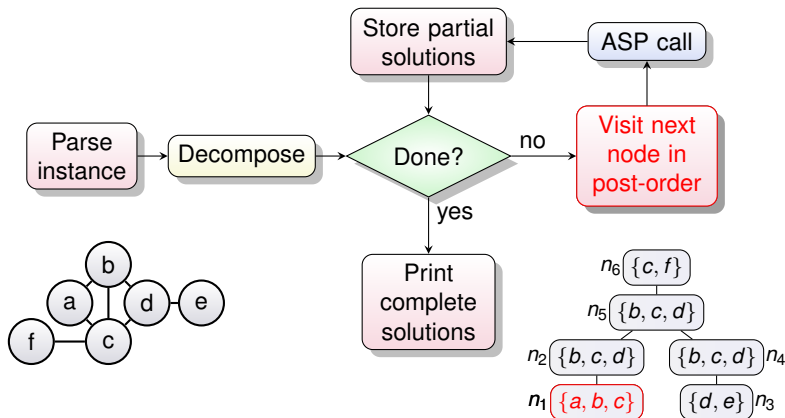 Store partial
solutions
ASP call
Parse
instance
Decompose
Done?
no
Visit next
node in
post-order
yes
Print
complete
solutions
b
a
d
e
f
c
n6 {c, f}
n5 {b, c, d}
n2 {b, c, d}
{b, c, d} n4
n1 {a, b, c}
{d, e} n3